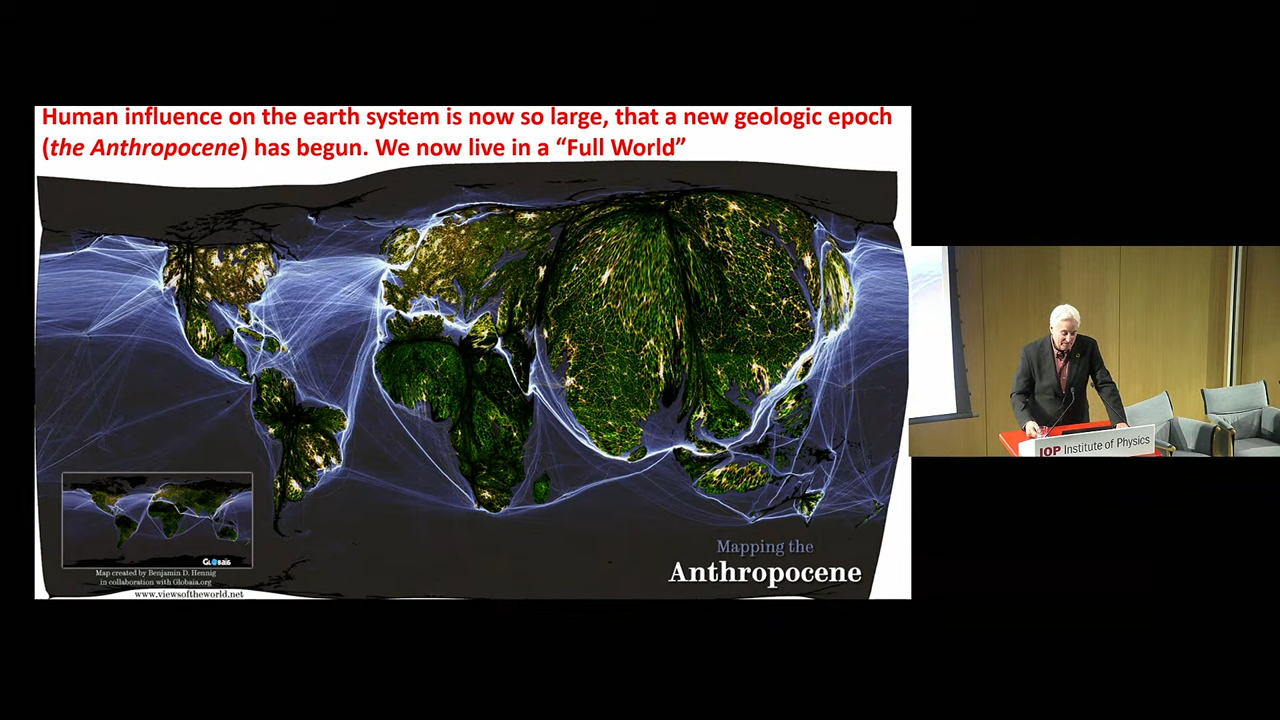 Human influence on the earth system is now so large, that a new geologic epoch
(the Anthropocene) has begun. We now live in a “Full World”
Mapping the
Anthropocene
Globaïa
Map created by Benjamin D. Hennig
in collaboration with Globaia.org
www.viewsoftheworld.net
IOP Institute of Physics